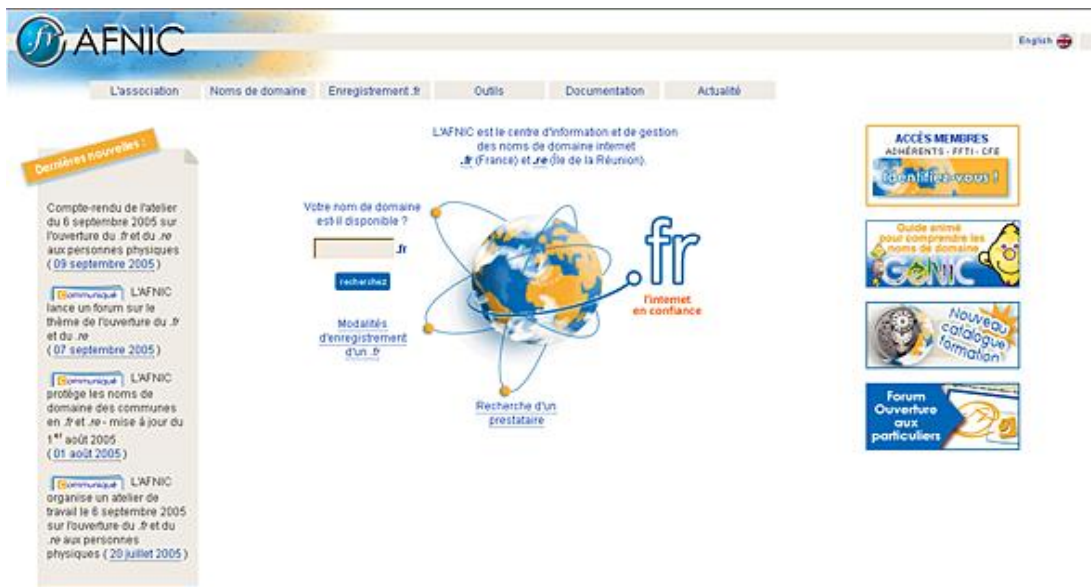 .fr AFNIC
English
L'association Noms de domaine Enregistrement .fr Outils Documentation Actualité
Dernières nouvelles :
Compte-rendu de l'atelier
du 6 septembre 2005 sur
l'ouverture du .fr et du .re
aux personnes physiques
( 09 septembre 2005 )
Communiqué L'AFNIC
lance un forum sur le
thème de l'ouverture du .fr
et du .re
( 07 septembre 2005 )
Communiqué L'AFNIC
protège les noms de
domaine des communes
en .fr et .re - mise à jour du
1er août 2005
( 01 août 2005 )
Communiqué L'AFNIC
organise un atelier de
travail le 6 septembre 2005
sur l'ouverture du .fr et du
.re aux personnes
physiques ( 20 juillet 2005 )
L'AFNIC est le centre d'information et de gestion
des noms de domaine internet
.fr (France) et .re (Île de la Réunion).
Votre nom de domaine
est-il disponible ?
.fr
recherchez
Modalités
d'enregistrement
d'un .fr
.fr
l'internet
en confiance
Recherche d'un
prestataire
ACCÈS MEMBRES
ADHÉRENTS - FFTI - CFE
Identifiez-vous !
Guide animé
pour comprendre les
noms de domaine
GéNIC
Nouveau
catalogue
formation
Forum
Ouverture
aux
particuliers